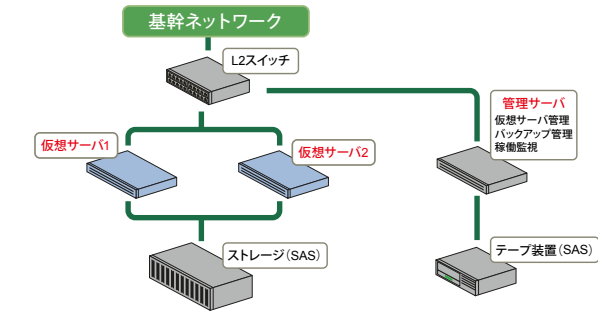 基幹ネットワーク
L2スイッチ
仮想サーバ1
仮想サーバ2
管理サーバ
仮想サーバ管理
バックアップ管理
稼働監視
ストレージ（SAS）
テープ装置（SAS）